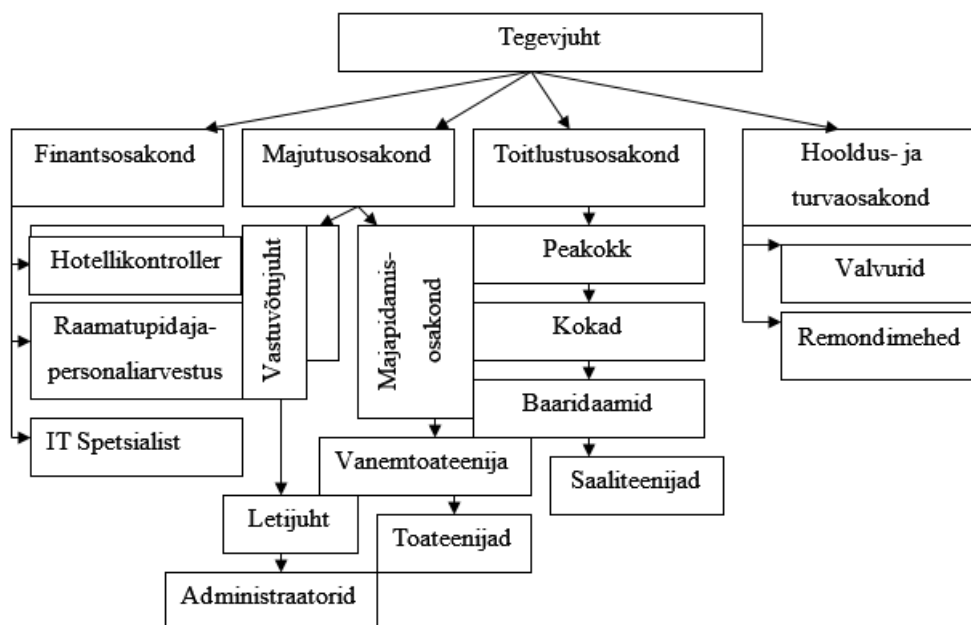 Tegevjuht
Finantsosakond
Majutusosakond
Toitlustusosakond
Hooldus- ja
turvaosakond
Hotellikontroller
Raamatupidaja-
personaliarvestus
IT Spetsialist
Vastuvõtujuht
Majapidamis-
osakond
Peakokk
Kokad
Baaridaamid
Saaliteenijad
Valvurid
Remondimehed
Vanemtoateenija
Toateenijad
Letijuht
Administraatorid